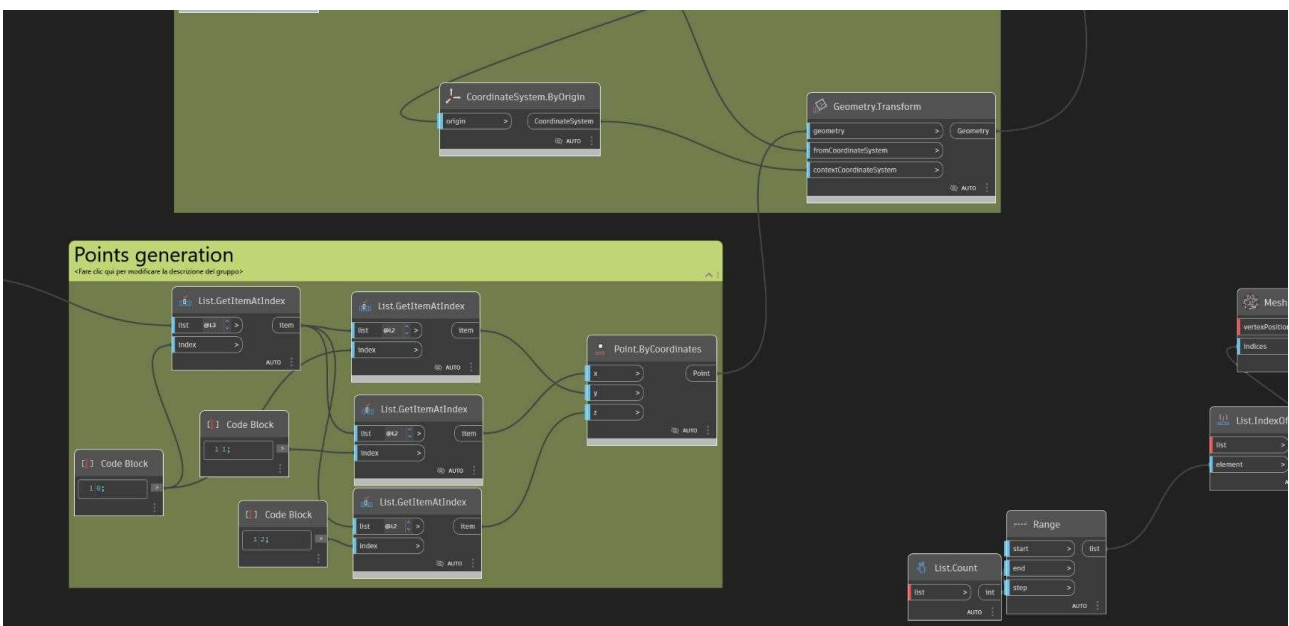 CoordinateSystem.ByOrigin
origin > CoordinateSystem
AUTO
Geometry.Transform
geometry > Geometry
fromCoordinateSystem >
contextCoordinateSystem >
AUTO
Points generation
<Fare clic qui per modificare la descrizione del gruppo>
List.GetItemAtIndex
list @L3 > item
index >
AUTO
List.GetItemAtIndex
list @L2 > item
index >
AUTO
Point.ByCoordinates
x > Point
y >
z >
AUTO
List.GetItemAtIndex
list @L2 > item
index >
AUTO
Code Block
1 1; >
Code Block
1 0; >
List.GetItemAtIndex
list @L2 > item
index >
AUTO
Code Block
1 2; >
Mesh
vertexPosition
indices
List.IndexOf
list >
element >
Range
start > list
end >
step >
AUTO
List.Count
list > int
AUTO